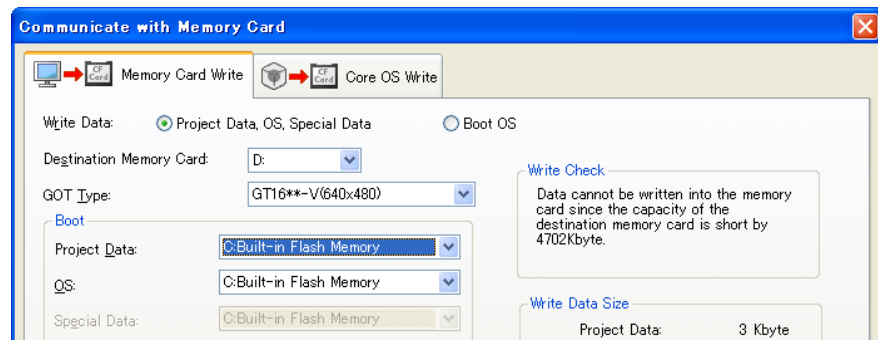 Communicate with Memory Card
CF Card Memory Card Write CF Card Core OS Write
Write Data: Project Data, OS, Special Data Boot OS
Destination Memory Card: D:
Write Check
GOT Type: GT16**-V(640x480)
Data cannot be written into the memory
card since the capacity of the
destination memory card is short by
4702Kbyte.
Boot
Project Data: C:Built-in Flash Memory
OS: C:Built-in Flash Memory
Write Data Size
Special Data: C:Built-in Flash Memory
Project Data: 3 Kbyte